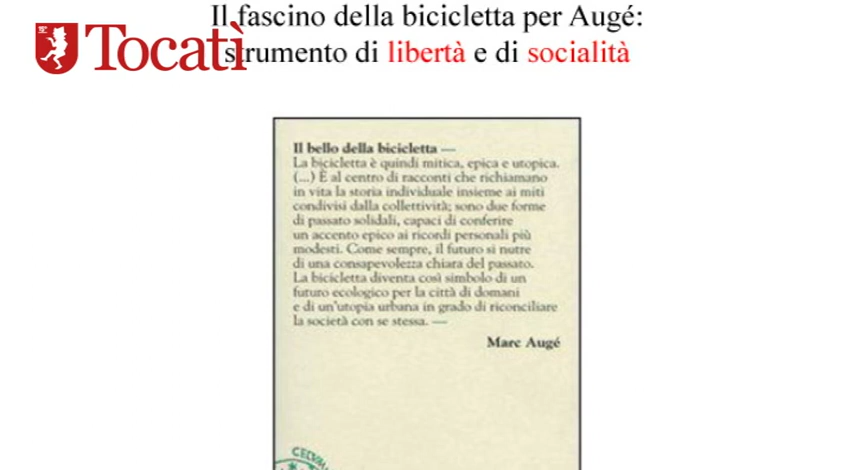 Il fascino della bicicletta per Augé:
Tocatì
strumento di libertà e di socialità
Il bello della bicicletta —
La bicicletta è quindi mitica, epica e utopica.
(...) È al centro di racconti che richiamano
in vita la storia individuale insieme ai miti
condivisi dalla collettività; sono due forme
di passato solidali, capaci di conferire
un accento epico ai ricordi personali più
modesti. Come sempre, il futuro si nutre
di una consapevolezza chiara del passato.
La bicicletta diventa così simbolo di un
futuro ecologico per la città di domani
e di un'utopia urbana in grado di riconciliare
la società con se stessa. —
Marc Augé